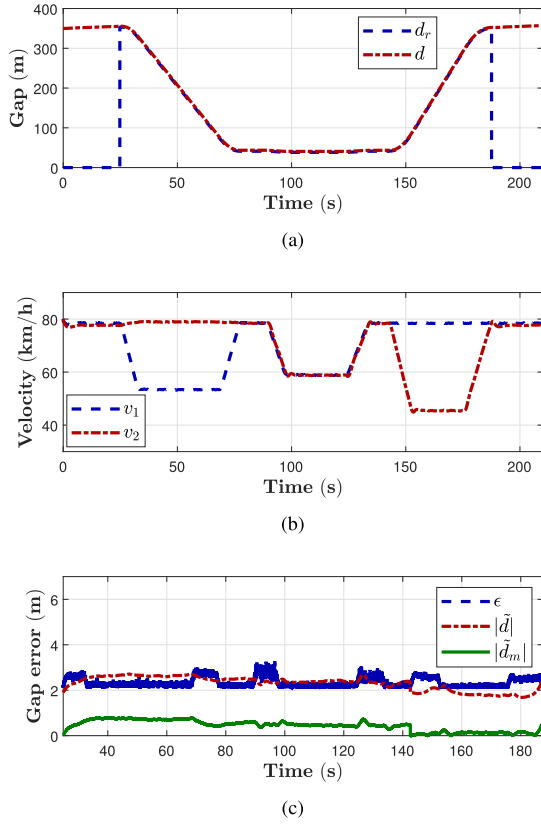 400
300
200
100
0
Gap (m)
d_r
d
0 50 100 150 200
Time (s)
(a)
80
60
40
Velocity (km/h)
v_1
v_2
0 50 100 150 200
Time (s)
(b)
6
4
2
0
Gap error (m)
ϵ
|d̃|
|d̃_m|
40 60 80 100 120 140 160 180
Time (s)
(c)